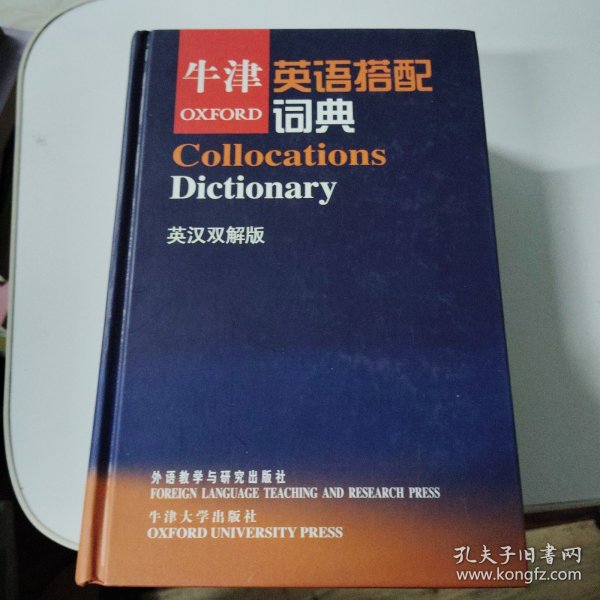 牛津 英语搭配
OXFORD 词典
Collocations
Dictionary
英汉双解版
外语教学与研究出版社
FOREIGN LANGUAGE TEACHING AND RESEARCH PRESS
牛津大学出版社
OXFORD UNIVERSITY PRESS
孔夫子旧书网
www.kongfz.com